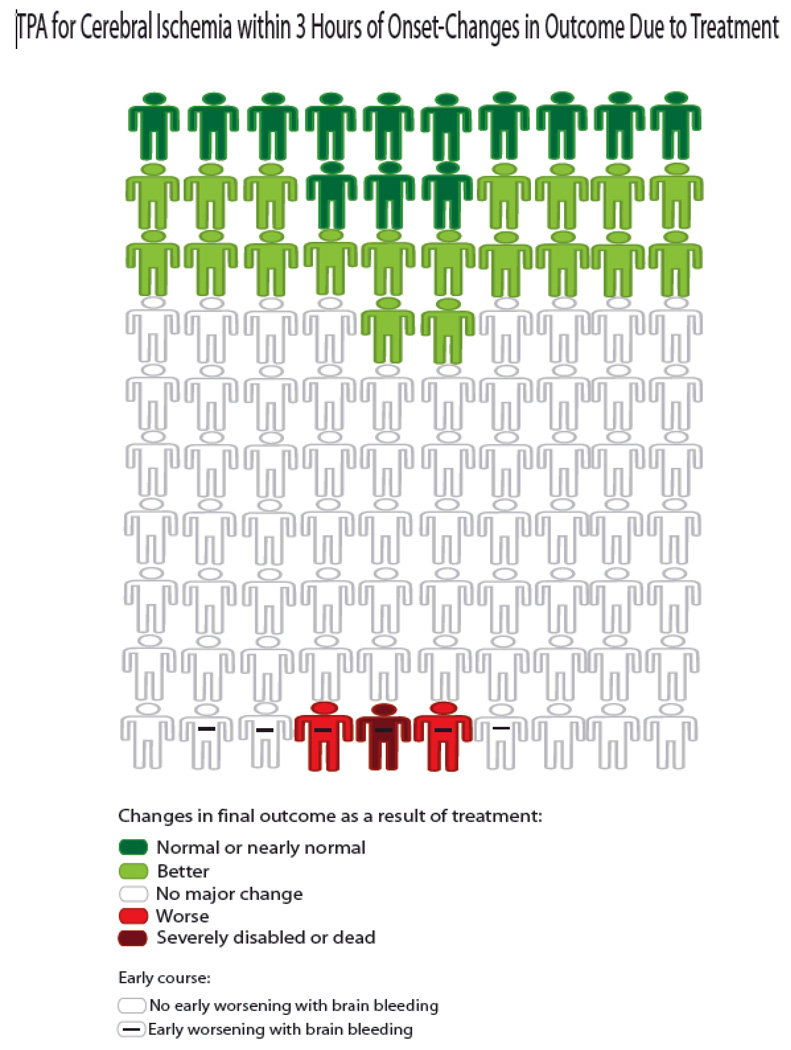 TPA for Cerebral Ischemia within 3 Hours of Onset-Changes in Outcome Due to Treatment
Changes in final outcome as a result of treatment:
Normal or nearly normal
Better
No major change
Worse
Severely disabled or dead
Early course:
No early worsening with brain bleeding
Early worsening with brain bleeding